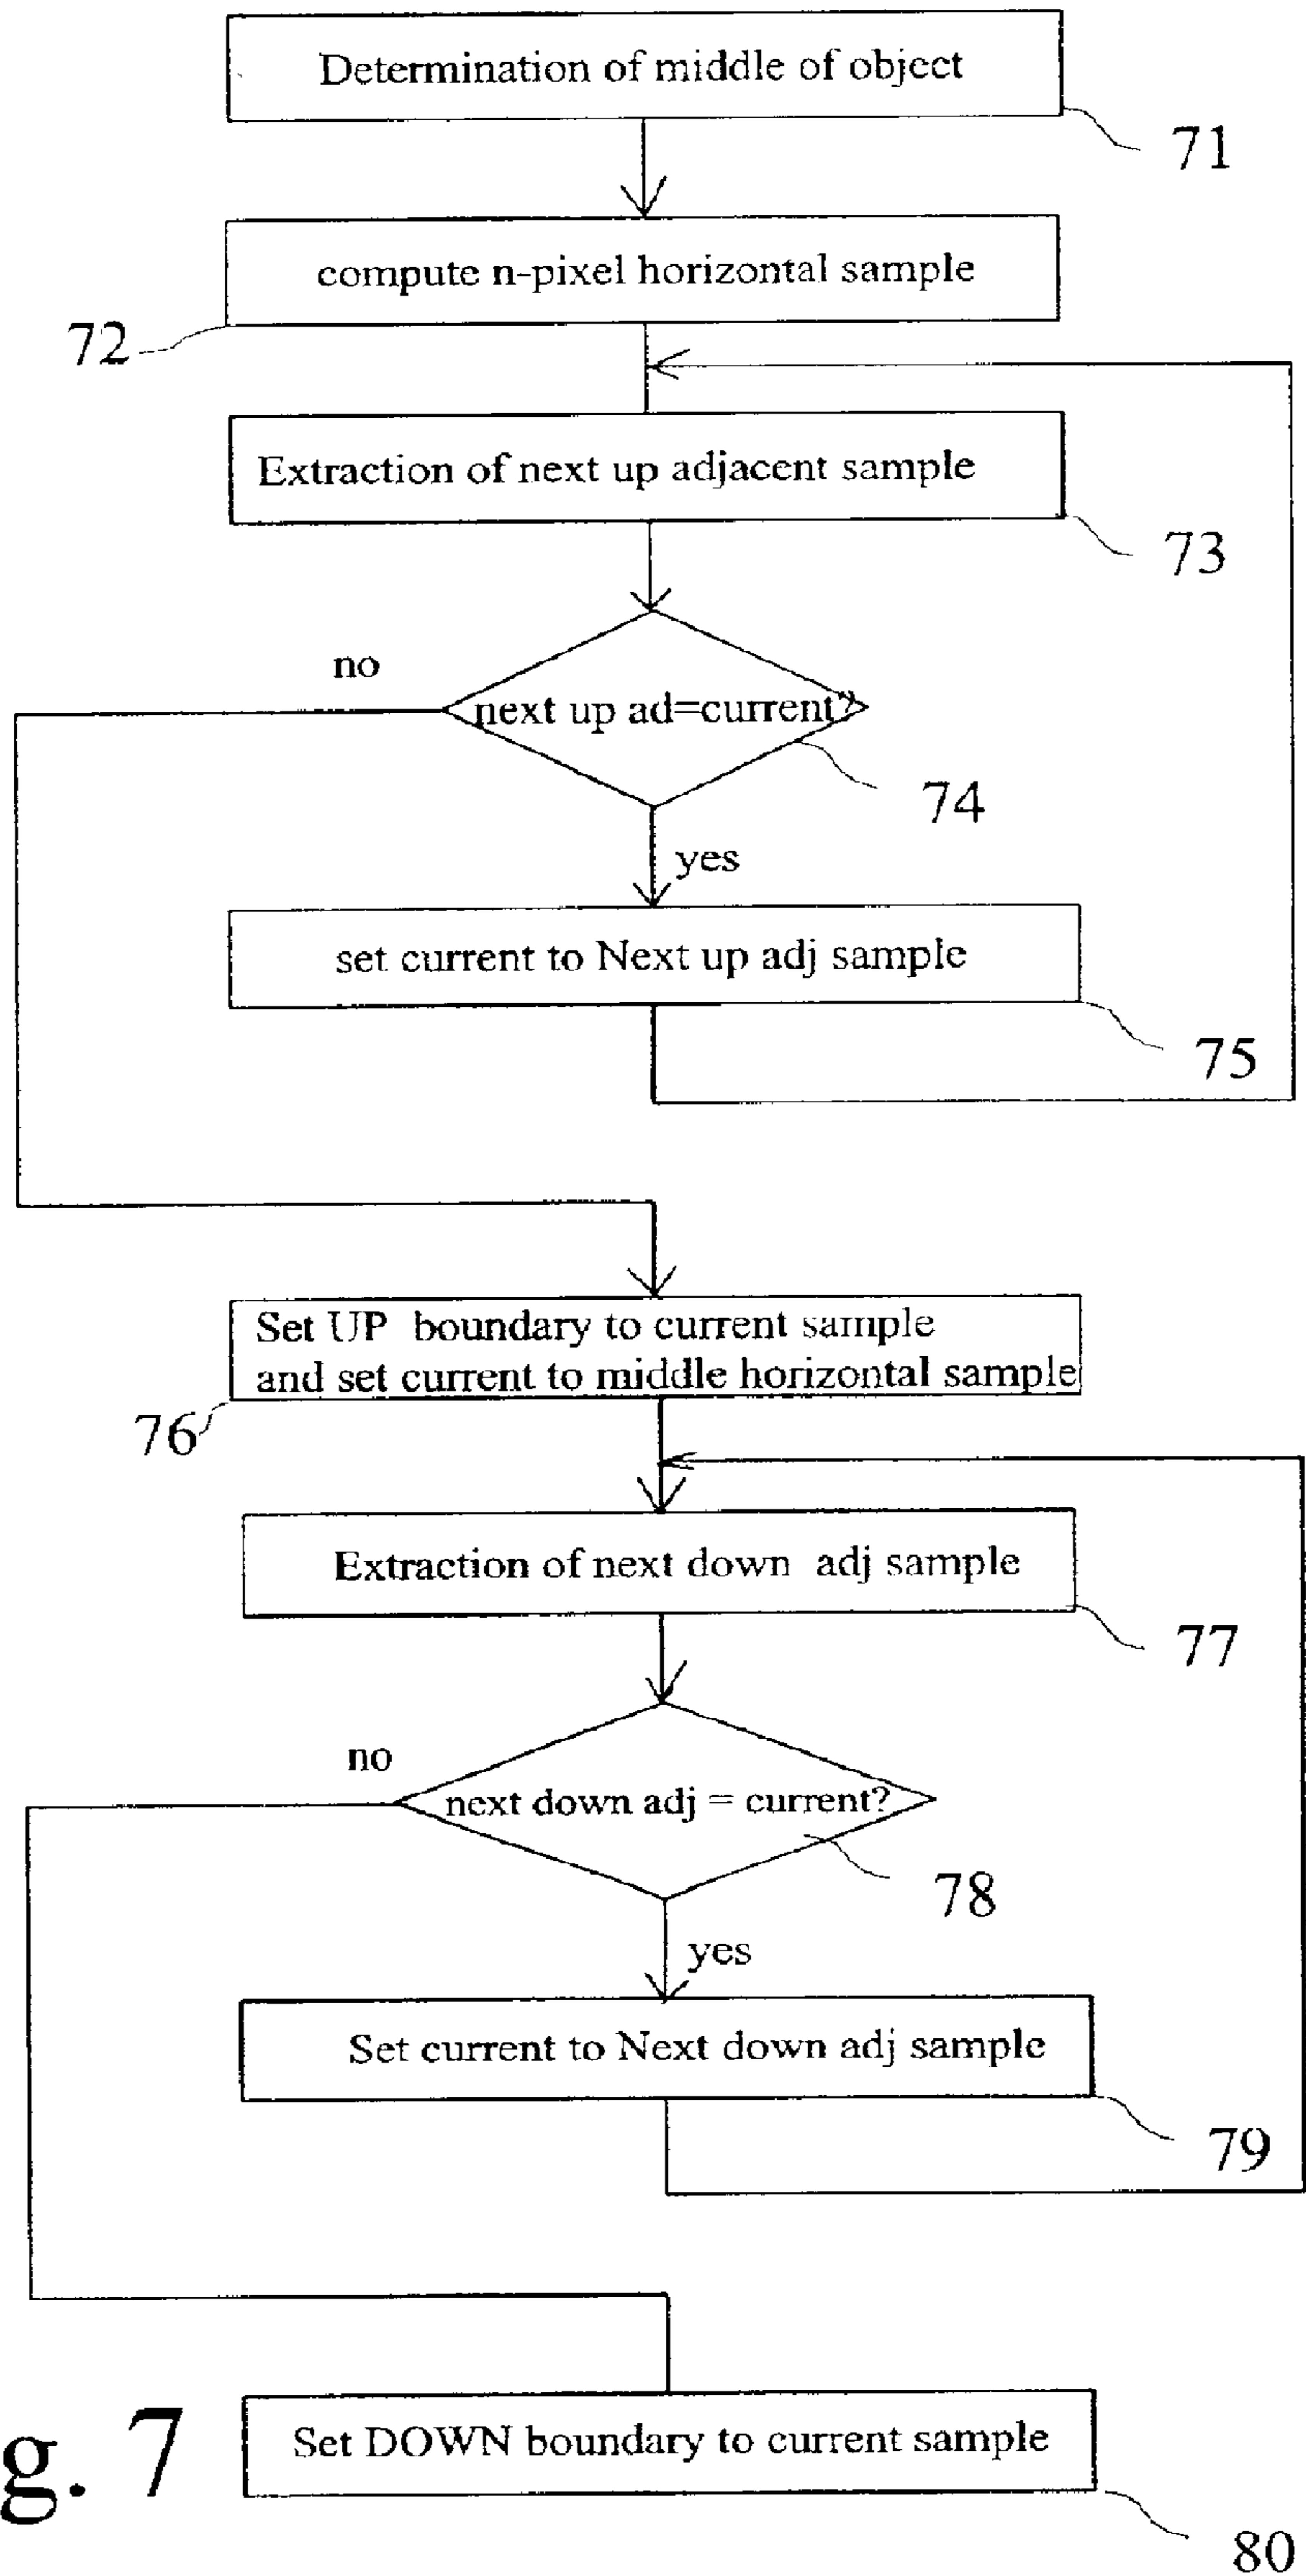 Determination of middle of object
71
compute n-pixel horizontal sample
72
Extraction of next up adjacent sample
73
no
next up ad=current?
74
yes
set current to Next up adj sample
75
Set UP boundary to current sample
and set current to middle horizontal sample
76
Extraction of next down adj sample
77
no
next down adj = current?
78
yes
Set current to Next down adj sample
79
g. 7
Set DOWN boundary to current sample
80